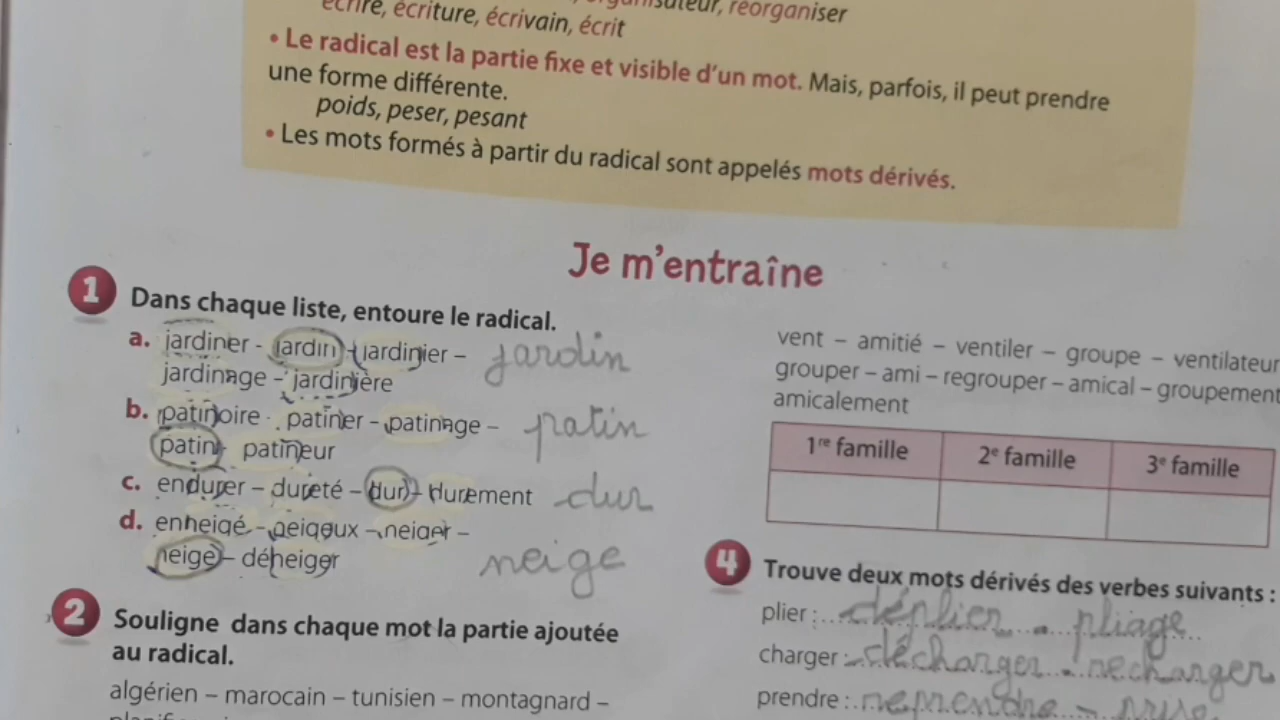 écrire, écriture, écrivain, écrit
organisateur, réorganiser
• Le radical est la partie fixe et visible d'un mot. Mais, parfois, il peut prendre
une forme différente.
poids, peser, pesant
• Les mots formés à partir du radical sont appelés mots dérivés.
Je m'entraîne
1 Dans chaque liste, entoure le radical.
a. jardiner - jardin - jardinier – jardin
jardinage – jardinière
b. patinoire - patiner – patinage – patin
patin patineur
c. endurer – dureté – dur – durement dur
d. enneigé – neigeux – neiger –
neige – déneiger neige
2 Souligne dans chaque mot la partie ajoutée
au radical.
algérien – marocain – tunisien – montagnard –
vent – amitié – ventiler – groupe – ventilateur
grouper – ami – regrouper – amical – groupement
amicalement
1re famille 2e famille 3e famille
4 Trouve deux mots dérivés des verbes suivants :
plier : déplier - pliage
charger : décharger - recharger
prendre : reprendre -